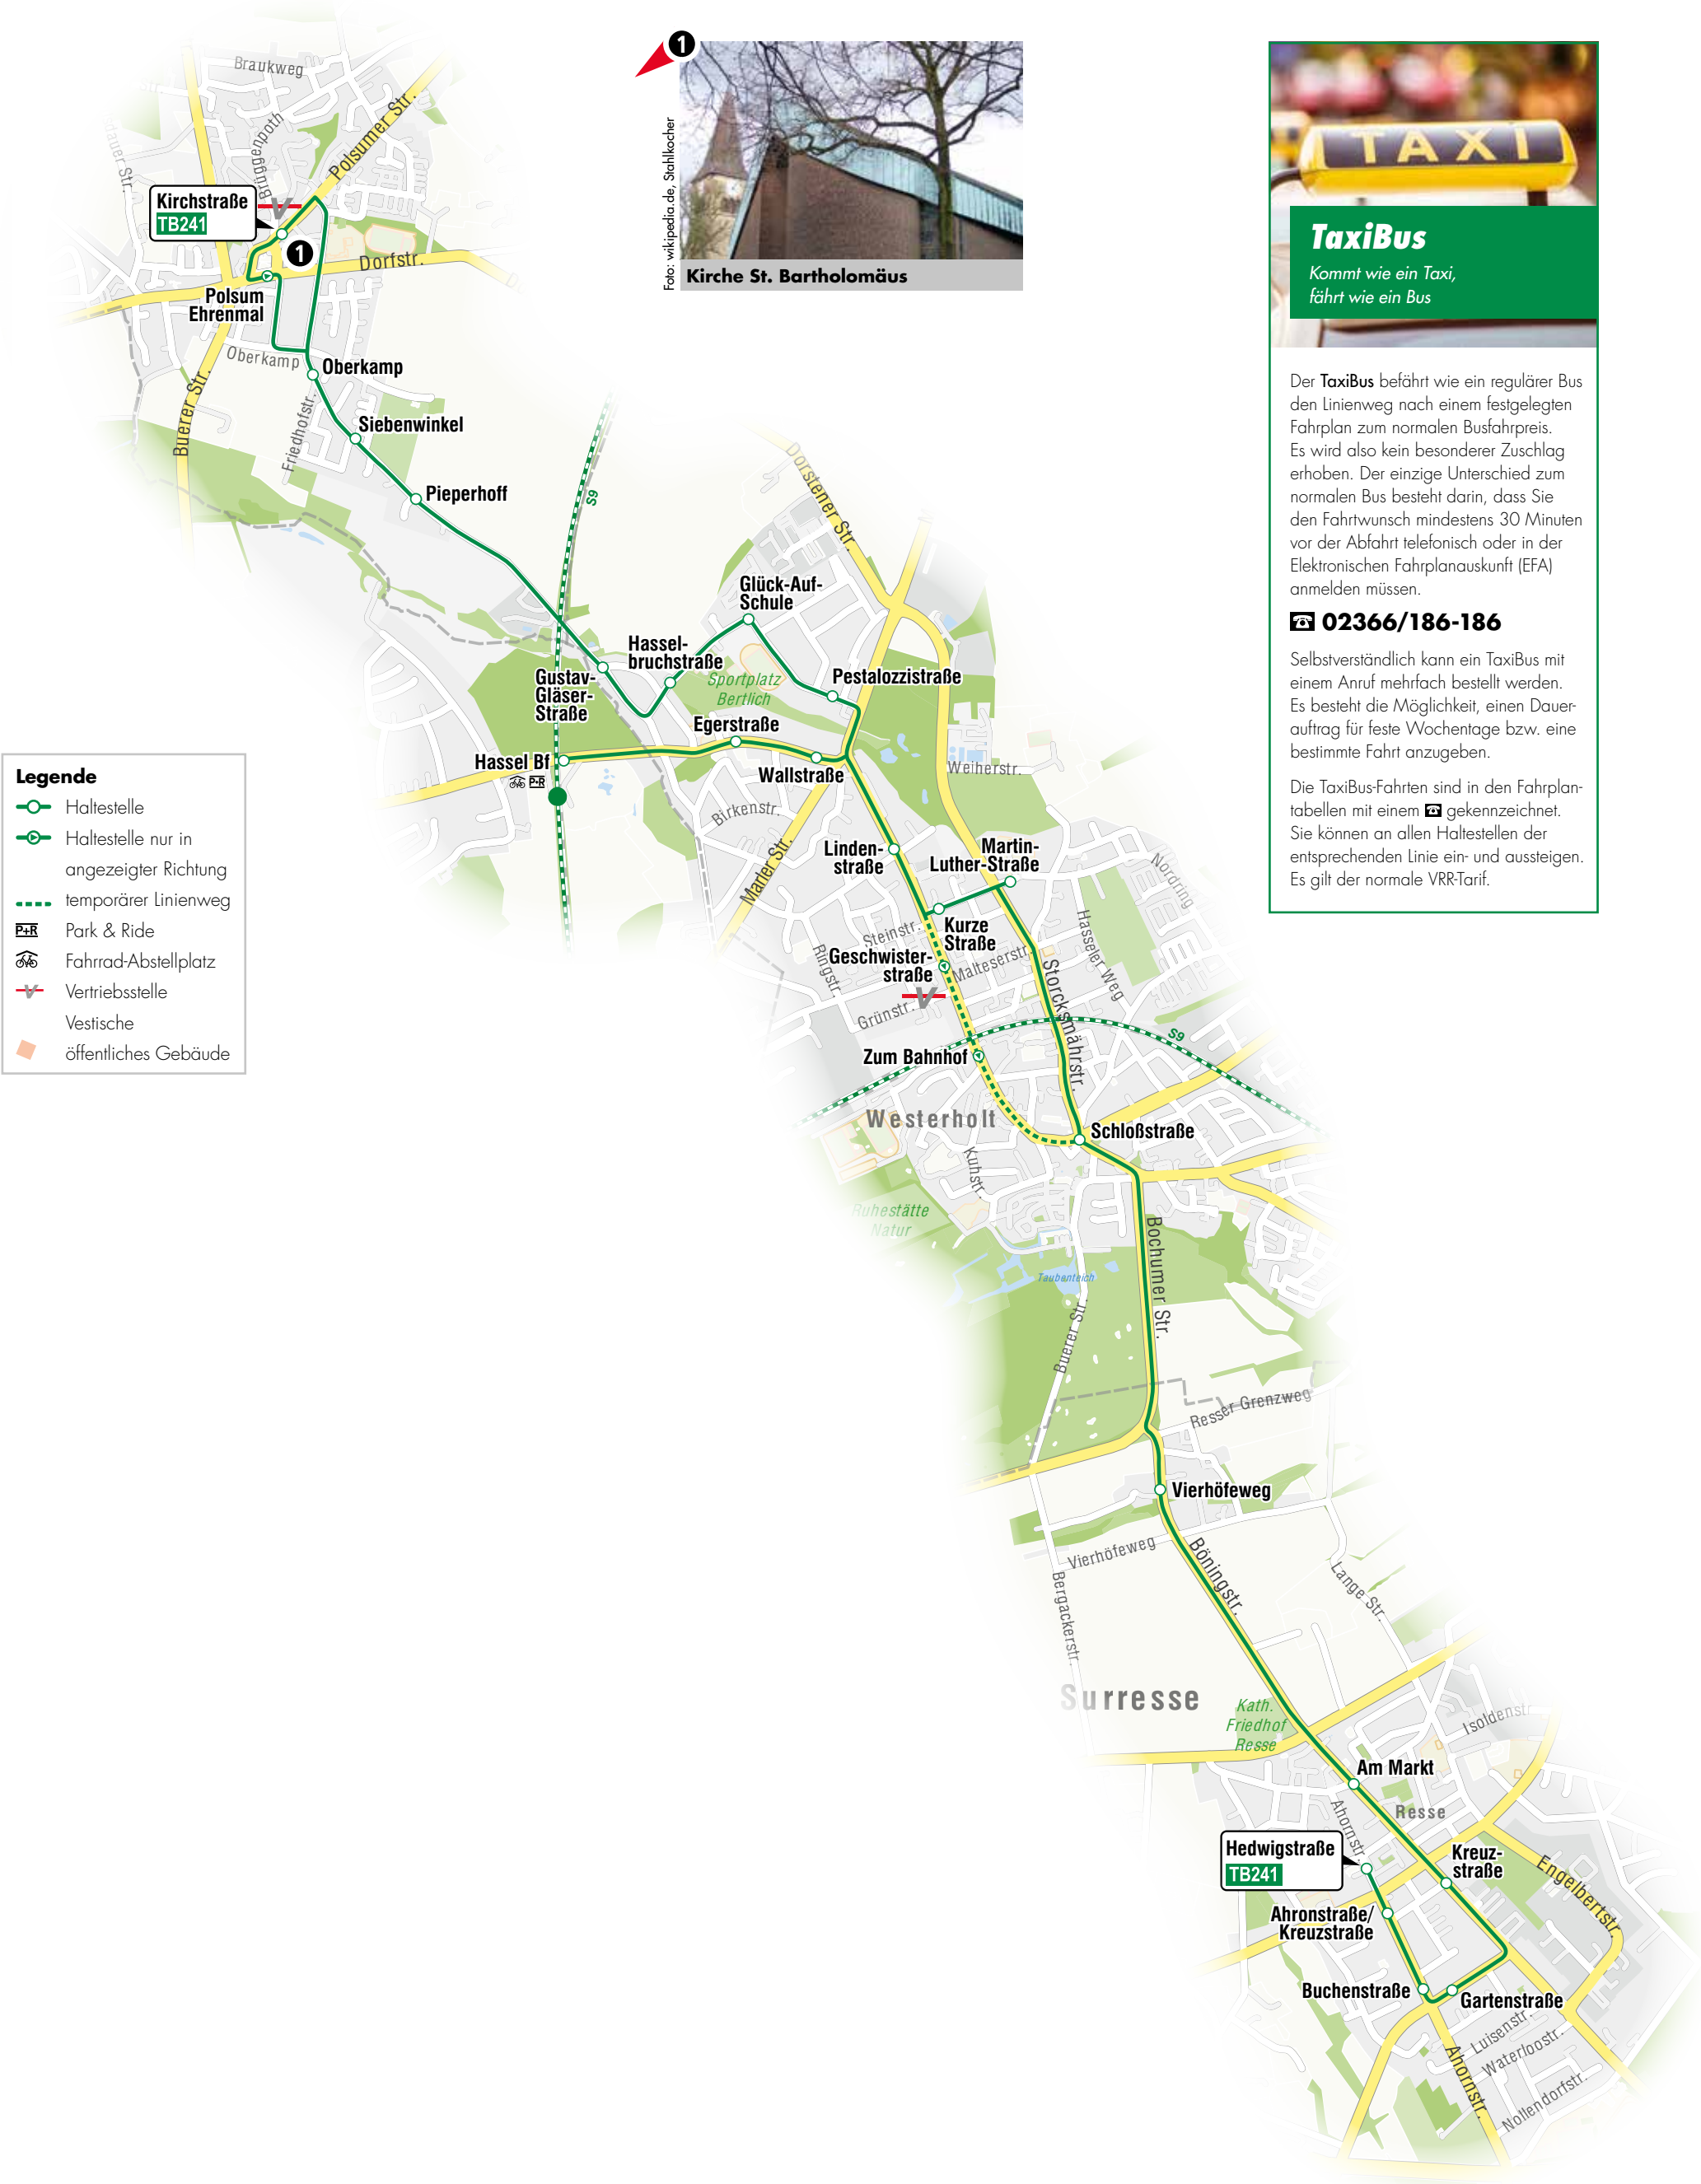 Braukweg
Brüggenpoth
Polsumer Str.
Kirchstraße
TB241
1
Dorfstr.
Polsum
Ehrenmal
Oberkamp
Oberkamp
Buerer Str.
Friedhofstr.
Siebenwinkel
Pieperhoff
S9
1
Foto: wikipedia.de, Stahlkocher
Kirche St. Bartholomäus
TAXI
TaxiBus
Kommt wie ein Taxi,
fährt wie ein Bus
Der TaxiBus befährt wie ein regulärer Bus
den Linienweg nach einem festgelegten
Fahrplan zum normalen Busfahrpreis.
Es wird also kein besonderer Zuschlag
erhoben. Der einzige Unterschied zum
normalen Bus besteht darin, dass Sie
den Fahrtwunsch mindestens 30 Minuten
vor der Abfahrt telefonisch oder in der
Elektronischen Fahrplanauskunft (EFA)
anmelden müssen.
02366/186-186
Selbstverständlich kann ein TaxiBus mit
einem Anruf mehrfach bestellt werden.
Es besteht die Möglichkeit, einen Dauer-
auftrag für feste Wochentage bzw. eine
bestimmte Fahrt anzugeben.
Die TaxiBus-Fahrten sind in den Fahrplan-
tabellen mit einem gekennzeichnet.
Sie können an allen Haltestellen der
entsprechenden Linie ein- und aussteigen.
Es gilt der normale VRR-Tarif.
Dorstener Str.
Glück-Auf-
Schule
Hassel-
bruchstraße
Gustav-
Gläser-
Straße
Sportplatz
Bertlich
Pestalozzistraße
Egerstraße
Hassel Bf
P+R
Wallstraße
Weiherstr.
Birkenstr.
Marler Str.
Linden-
straße
Martin-
Luther-Straße
Nordring
Kurze
Straße
Steinstr.
Hasseler Weg
Geschwister-
straße
Malteserstr.
Ringstr.
V
Grünstr.
Storcksmährstr.
S9
Zum Bahnhof
Westerholt
Schloßstraße
Kuhstr.
Ruhestätte
Natur
Bochumer Str.
Taubenteich
Buerer Str.
Resser Grenzweg
Vierhöfeweg
Vierhöfeweg
Böningstr.
Bergackerstr.
Lange Str.
Surresse
Kath.
Friedhof
Resse
Isoldenstr
Am Markt
Resse
Ahornstr.
Hedwigstraße
TB241
Kreuz-
straße
Engelbertstr.
Ahronstraße/
Kreuzstraße
Buchenstraße
Gartenstraße
Luisenstr.
Waterloostr.
Ahornstr.
Nollendorfstr.
Legende
Haltestelle
Haltestelle nur in
angezeigter Richtung
temporärer Linienweg
P+R Park & Ride
Fahrrad-Abstellplatz
V Vertriebsstelle
Vestische
öffentliches Gebäude